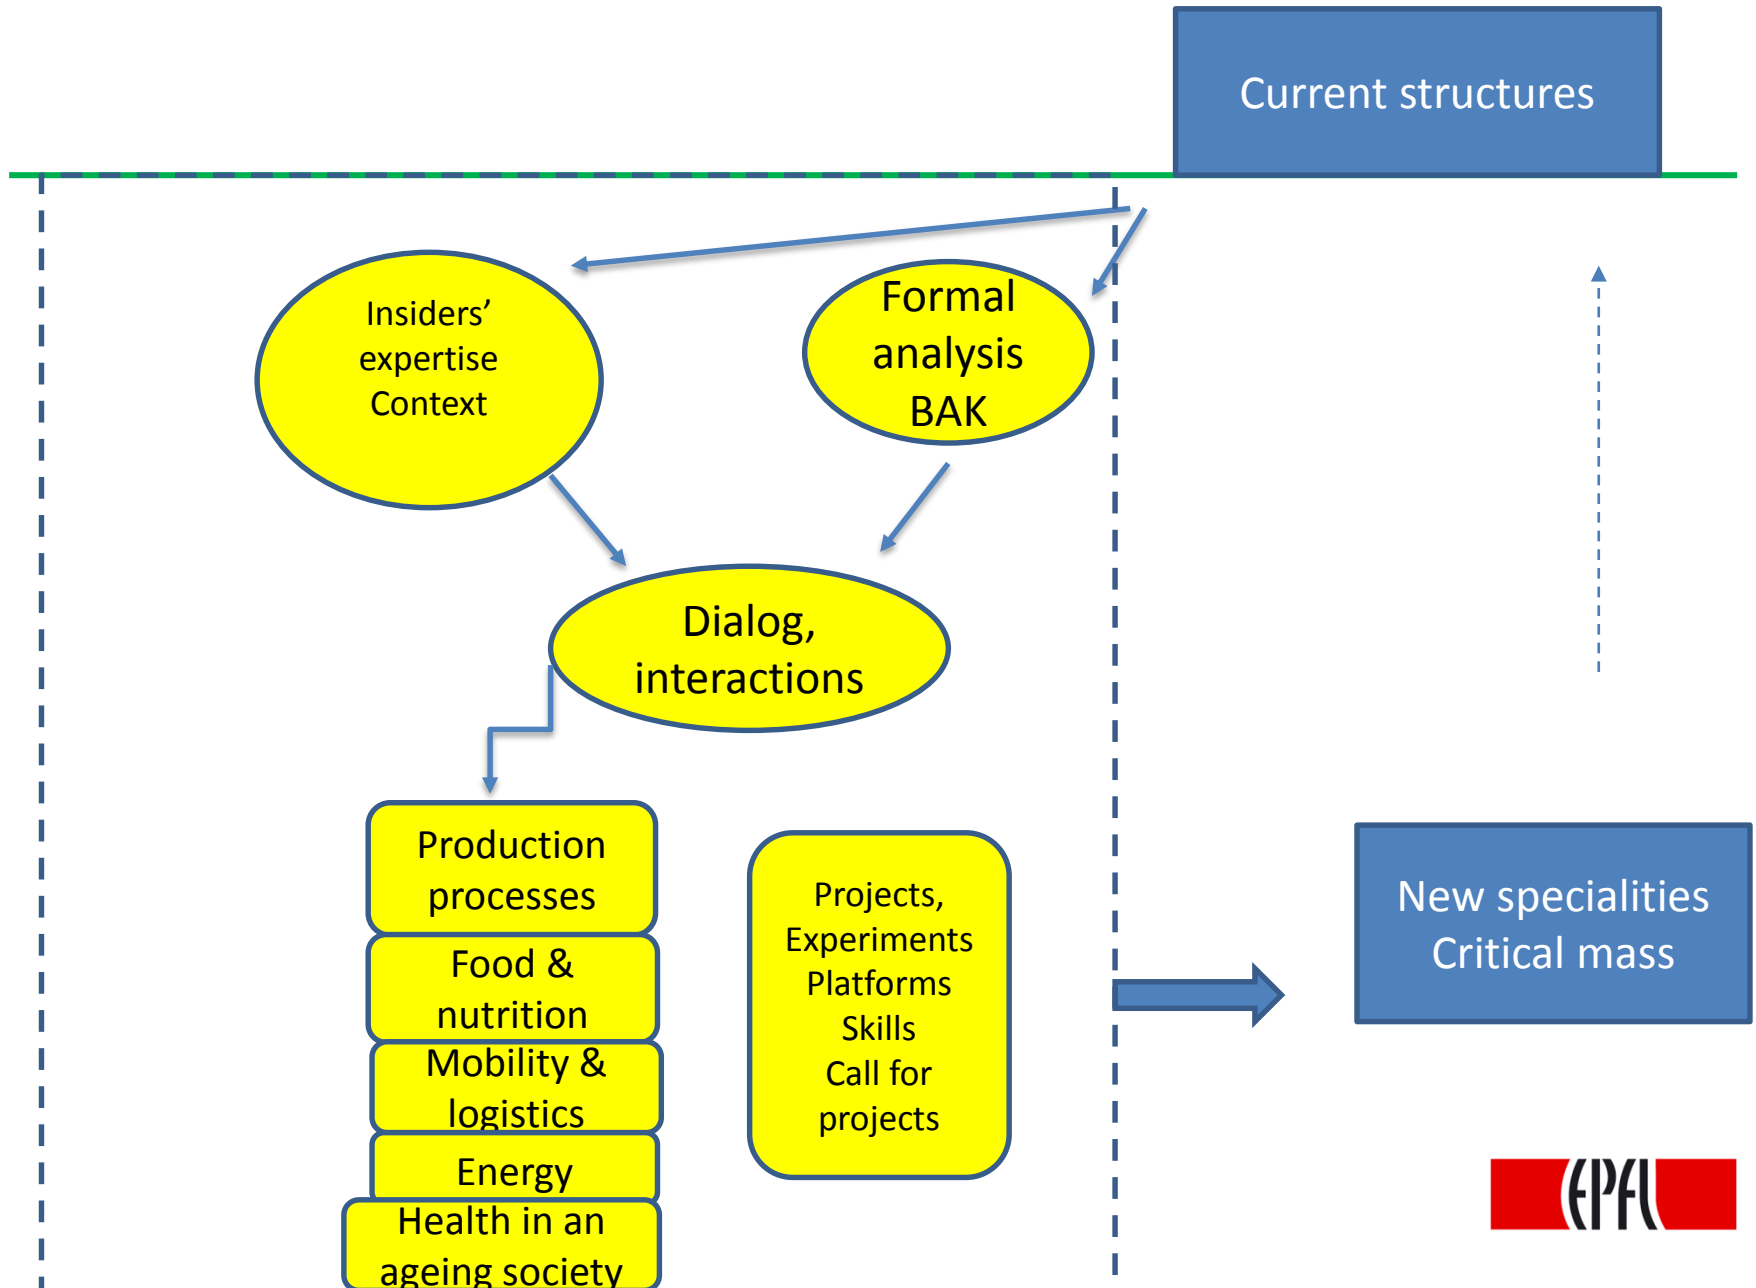 Current structures
Insiders’
expertise
Context
Formal
analysis
BAK
Dialog,
interactions
Production
processes
Food &
nutrition
Mobility &
logistics
Energy
Health in an
ageing society
Projects,
Experiments
Platforms
Skills
Call for
projects
New specialities
Critical mass
EPFL